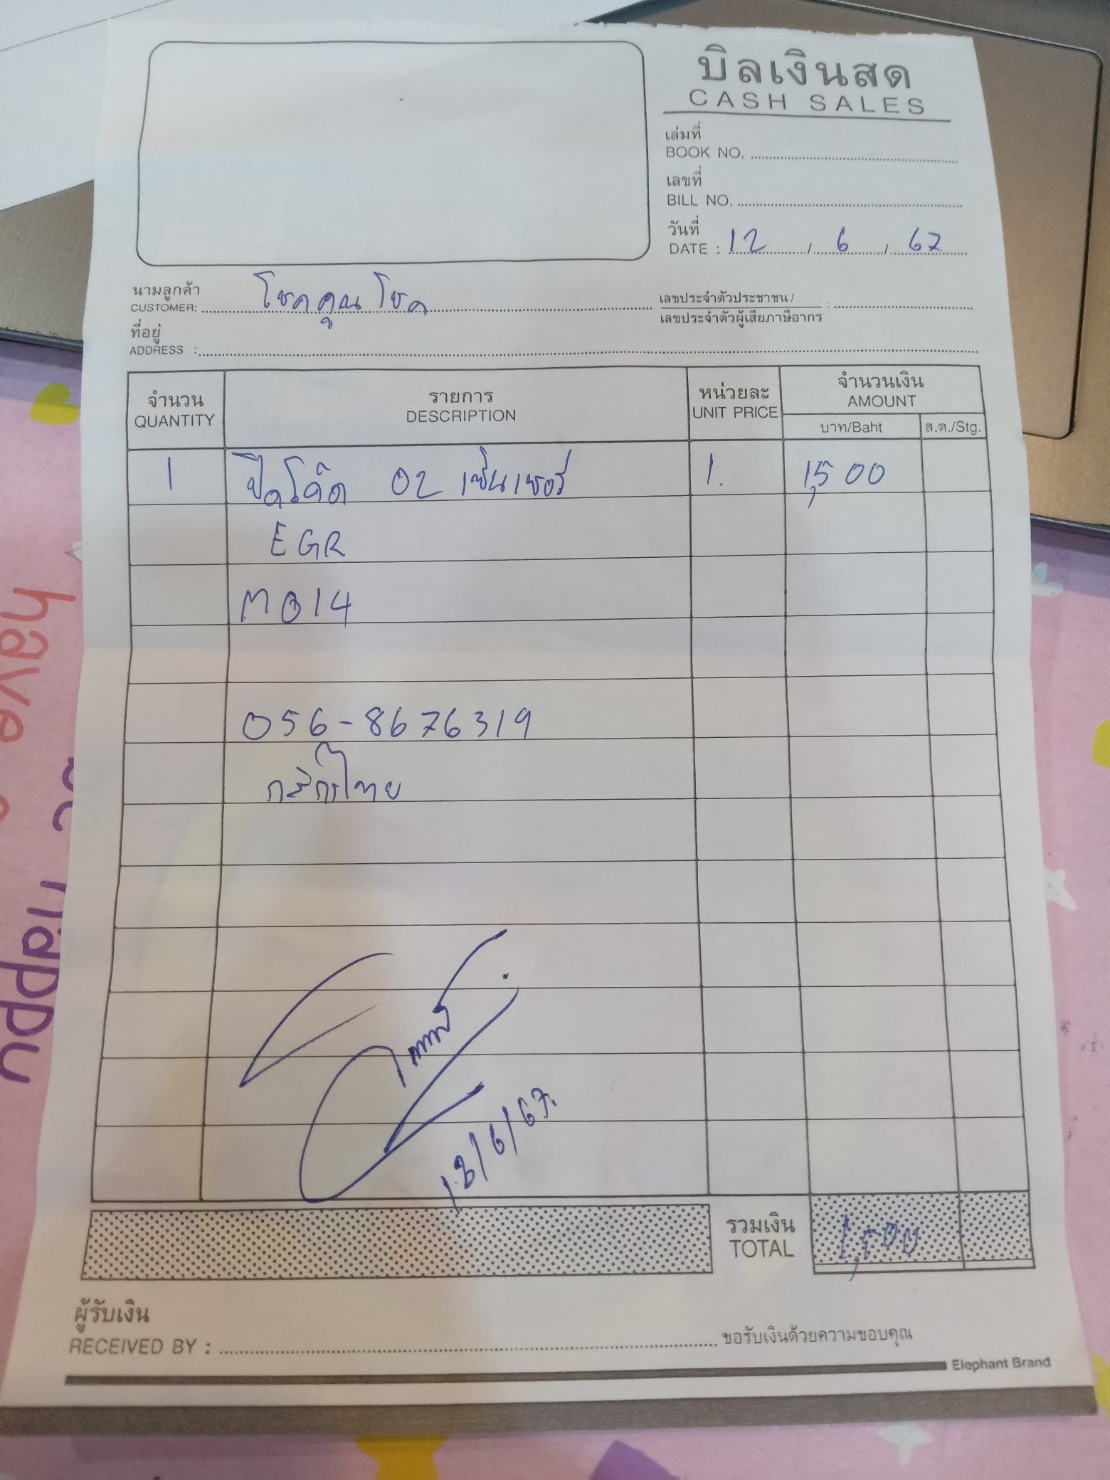 บิลเงินสด
CASH SALES
เล่มที่
BOOK NO.
เลขที่
BILL NO.
วันที่
DATE : 12 / 6 / 67
นามลูกค้า
CUSTOMER: โชคคูณโชค
เลขประจำตัวประชาชน / :
เลขประจำตัวผู้เสียภาษีอากร
ที่อยู่
ADDRESS :
จำนวน รายการ หน่วยละ จำนวนเงิน
QUANTITY DESCRIPTION UNIT PRICE AMOUNT
บาท/Baht ส.ต./Stg.
1 ปิดโค้ด O2 เซ็นเซอร์ 1. 1,500
EGR
M014
056-8676319
กสิกรไทย
12/6/67.
รวมเงิน
TOTAL 1,500
ผู้รับเงิน
RECEIVED BY : ขอรับเงินด้วยความขอบคุณ
Elephant Brand
have
be happy